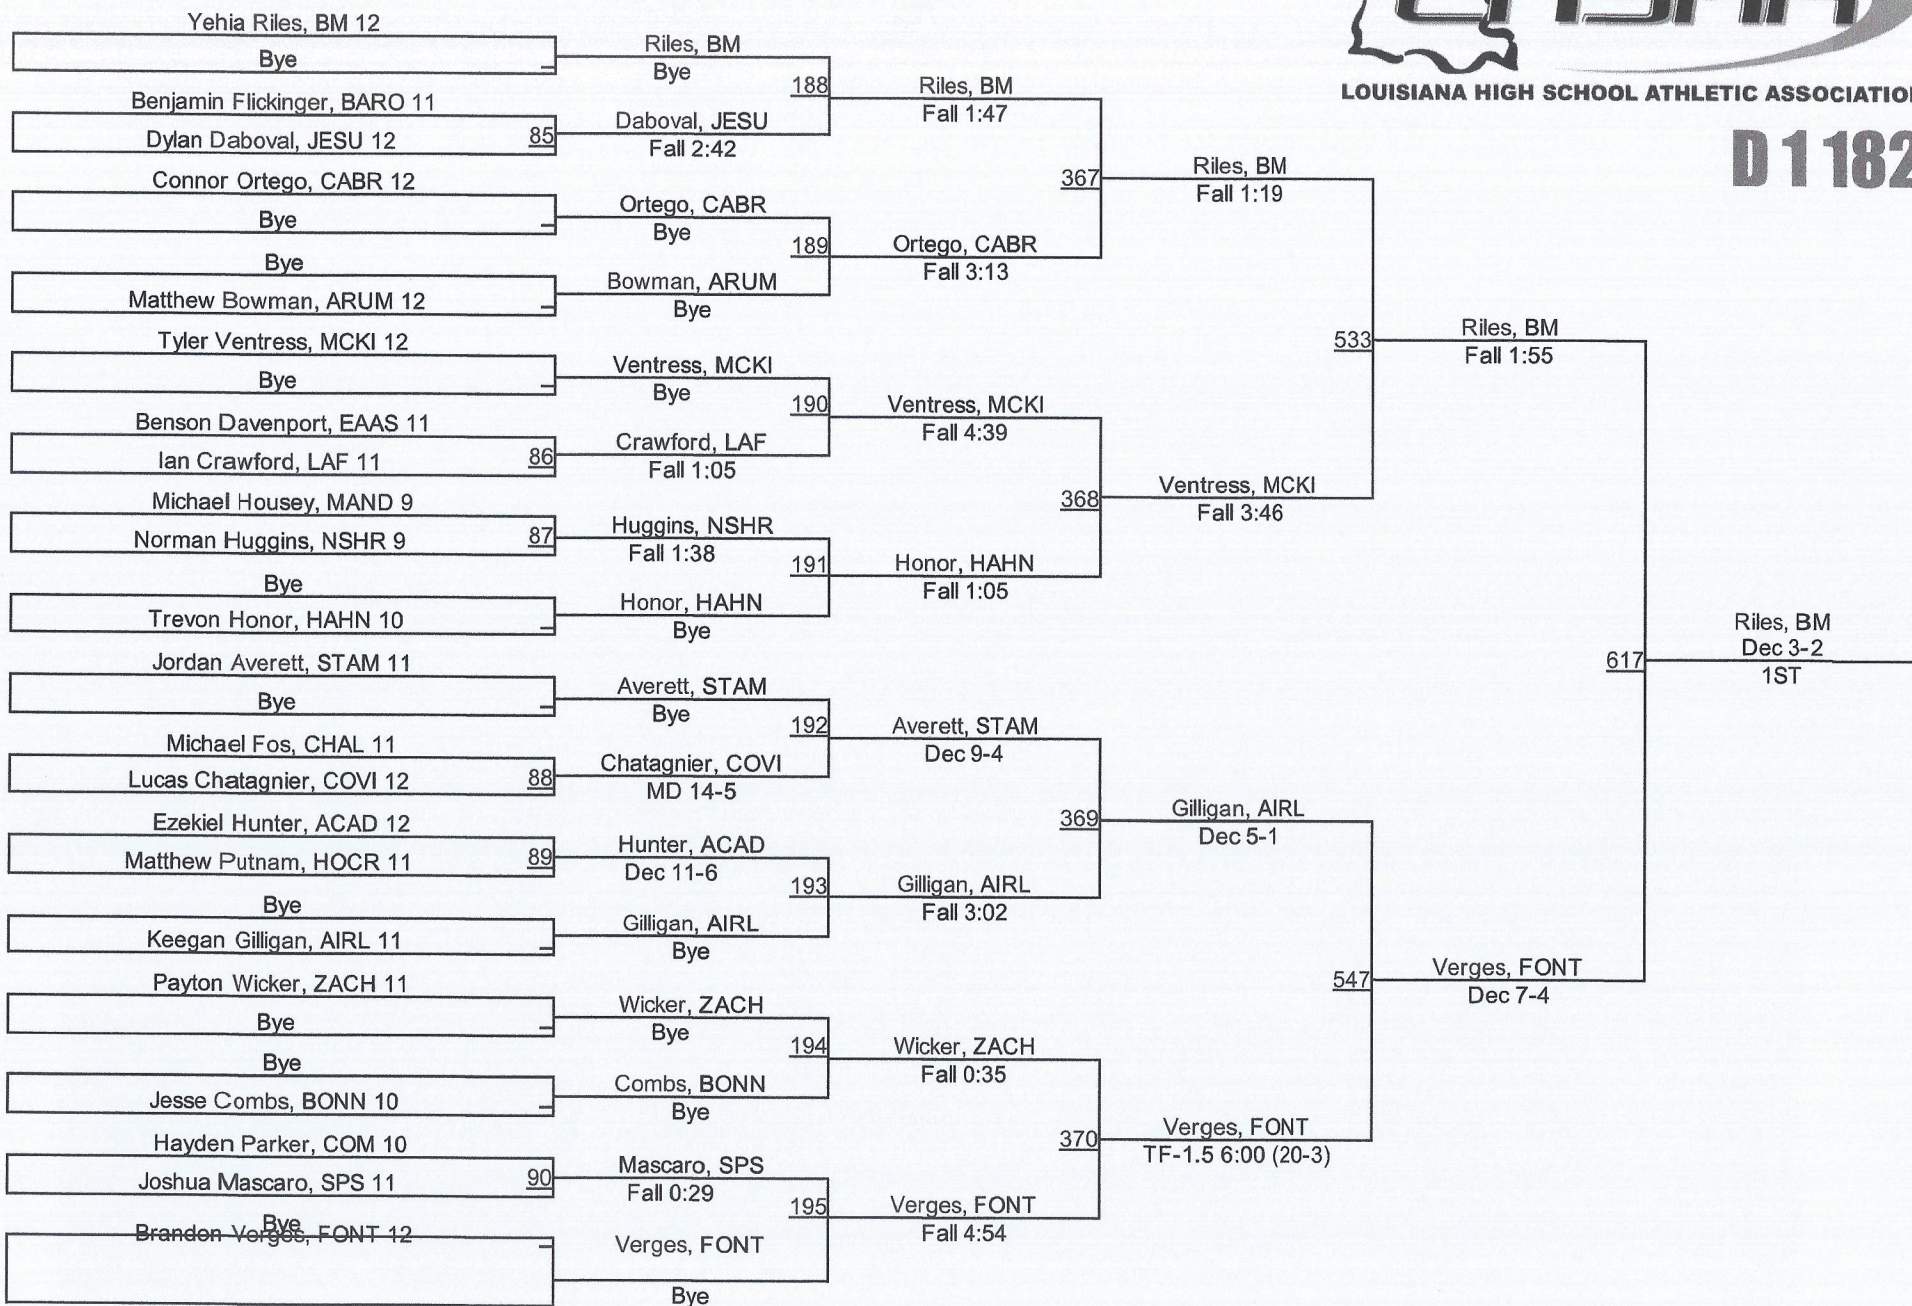 LOUISIANA HIGH SCHOOL ATHLETIC ASSOCIATION
D 1 182
Yehia Riles, BM 12
Bye
Benjamin Flickinger, BARO 11
85
Dylan Daboval, JESU 12
Connor Ortego, CABR 12
Bye
Bye
Matthew Bowman, ARUM 12
Tyler Ventress, MCKI 12
Bye
Benson Davenport, EAAS 11
86
Ian Crawford, LAF 11
Michael Housey, MAND 9
87
Norman Huggins, NSHR 9
Bye
Trevon Honor, HAHN 10
Jordan Averett, STAM 11
Bye
Michael Fos, CHAL 11
88
Lucas Chatagnier, COVI 12
Ezekiel Hunter, ACAD 12
89
Matthew Putnam, HOCR 11
Bye
Keegan Gilligan, AIRL 11
Payton Wicker, ZACH 11
Bye
Bye
Jesse Combs, BONN 10
Hayden Parker, COM 10
90
Joshua Mascaro, SPS 11
Bye
Brandon Verges, FONT 12
Riles, BM
Bye
188
Daboval, JESU
Fall 2:42
Ortego, CABR
Bye
189
Bowman, ARUM
Bye
Ventress, MCKI
Bye
190
Crawford, LAF
Fall 1:05
Huggins, NSHR
Fall 1:38
191
Honor, HAHN
Bye
Averett, STAM
Bye
192
Chatagnier, COVI
MD 14-5
Hunter, ACAD
Dec 11-6
193
Gilligan, AIRL
Bye
Wicker, ZACH
Bye
194
Combs, BONN
Bye
Mascaro, SPS
Fall 0:29
195
Verges, FONT
Bye
Riles, BM
Fall 1:47
367
Ortego, CABR
Fall 3:13
Ventress, MCKI
Fall 4:39
368
Honor, HAHN
Fall 1:05
Averett, STAM
Dec 9-4
369
Gilligan, AIRL
Fall 3:02
Wicker, ZACH
Fall 0:35
370
Verges, FONT
Fall 4:54
Riles, BM
Fall 1:19
533
Ventress, MCKI
Fall 3:46
Gilligan, AIRL
Dec 5-1
547
Verges, FONT
TF-1.5 6:00 (20-3)
Riles, BM
Fall 1:55
617
Verges, FONT
Dec 7-4
Riles, BM
Dec 3-2
1ST